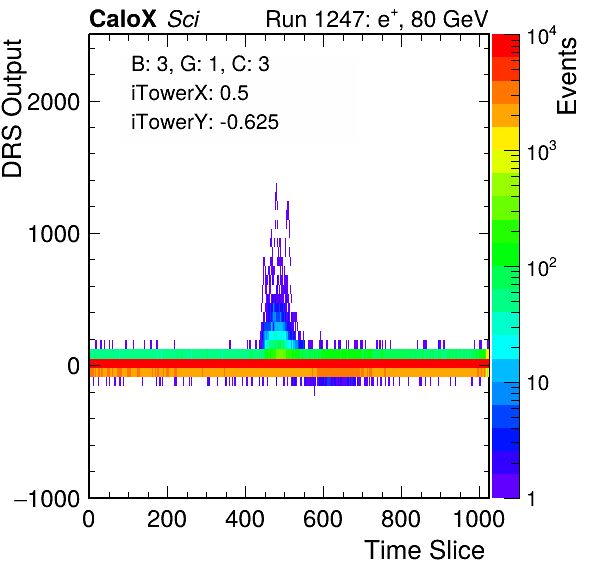 CaloX Sci
Run 1247: e⁺, 80 GeV
B: 3, G: 1, C: 3
iTowerX: 0.5
iTowerY: -0.625
DRS Output
2000
1000
0
−1000
0 200 400 600 800 1000
Time Slice
10⁴
10³
10²
10
1
Events